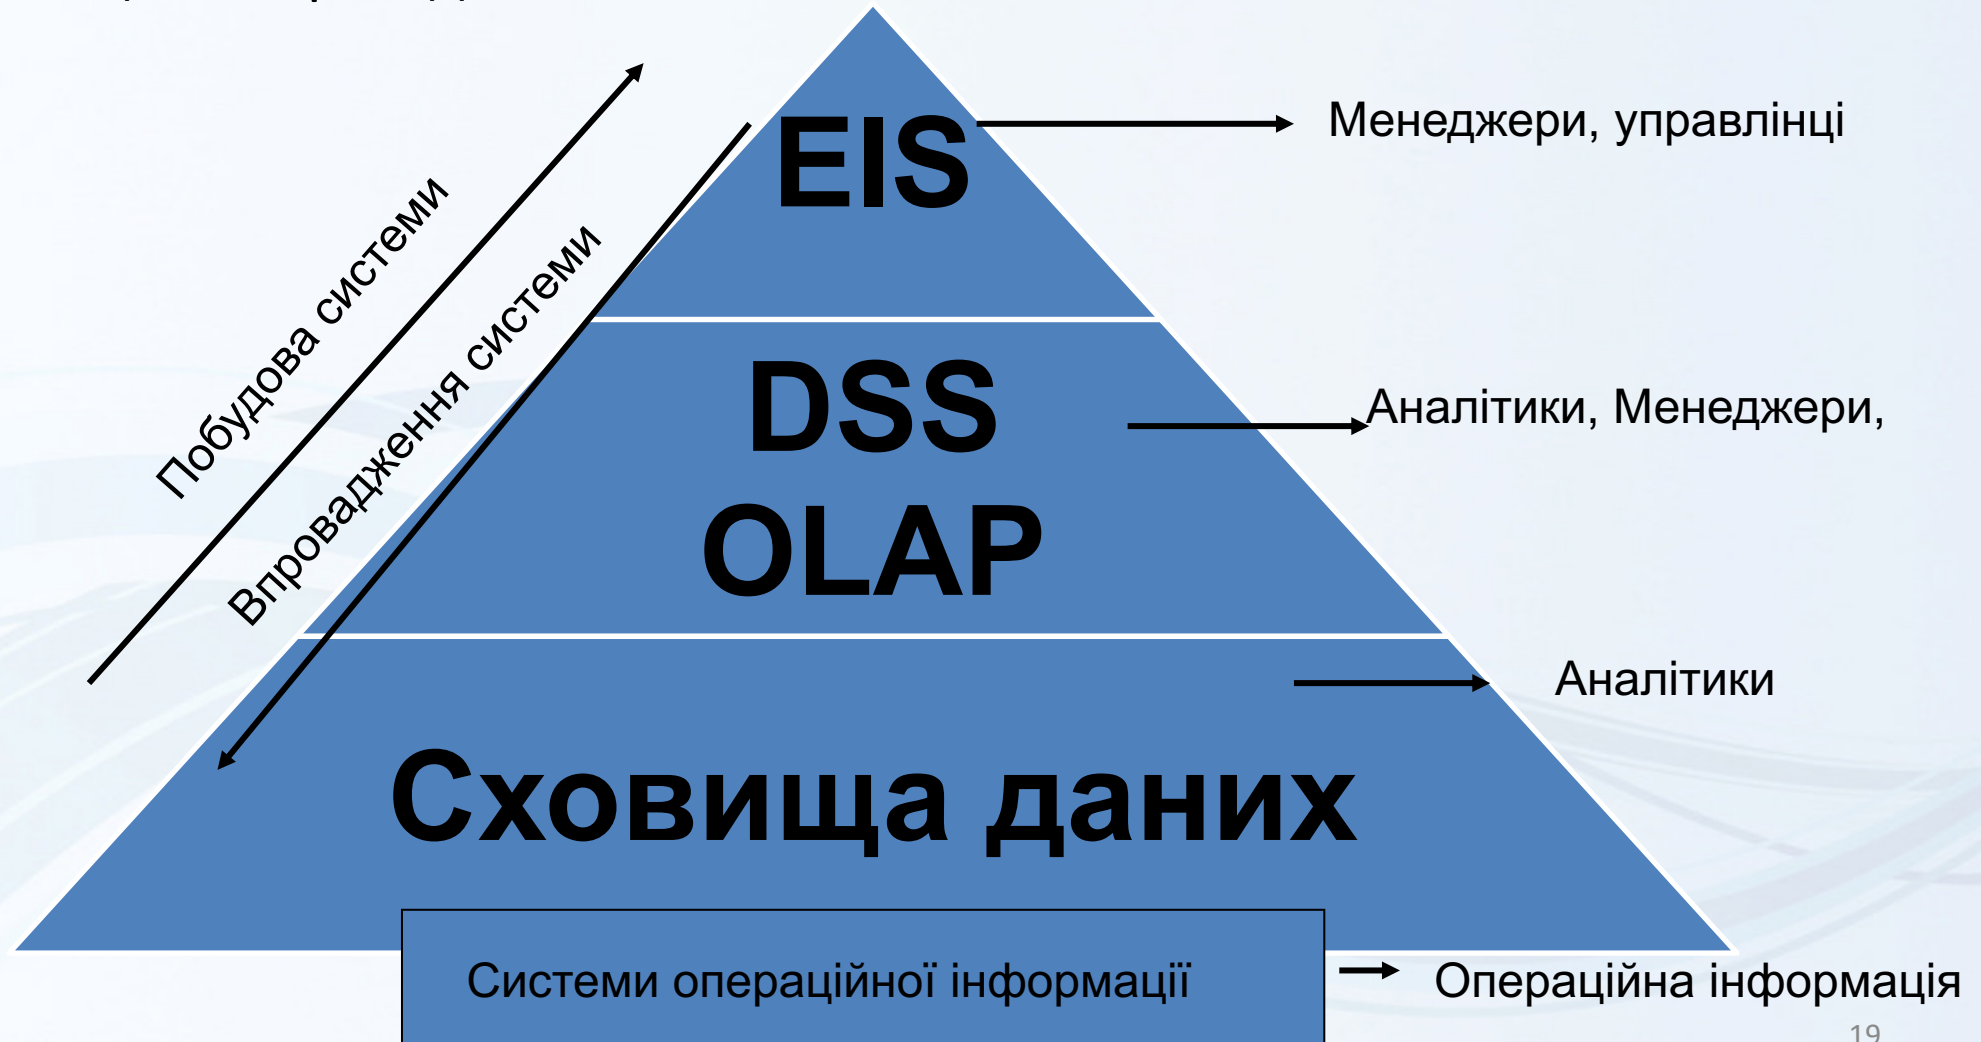 EIS
Менеджери, управлінці
Побудова системи
Впровадження системи
DSS
OLAP
Аналітики, Менеджери,
Аналітики
Сховища даних
Системи операційної інформації
Операційна інформація
19